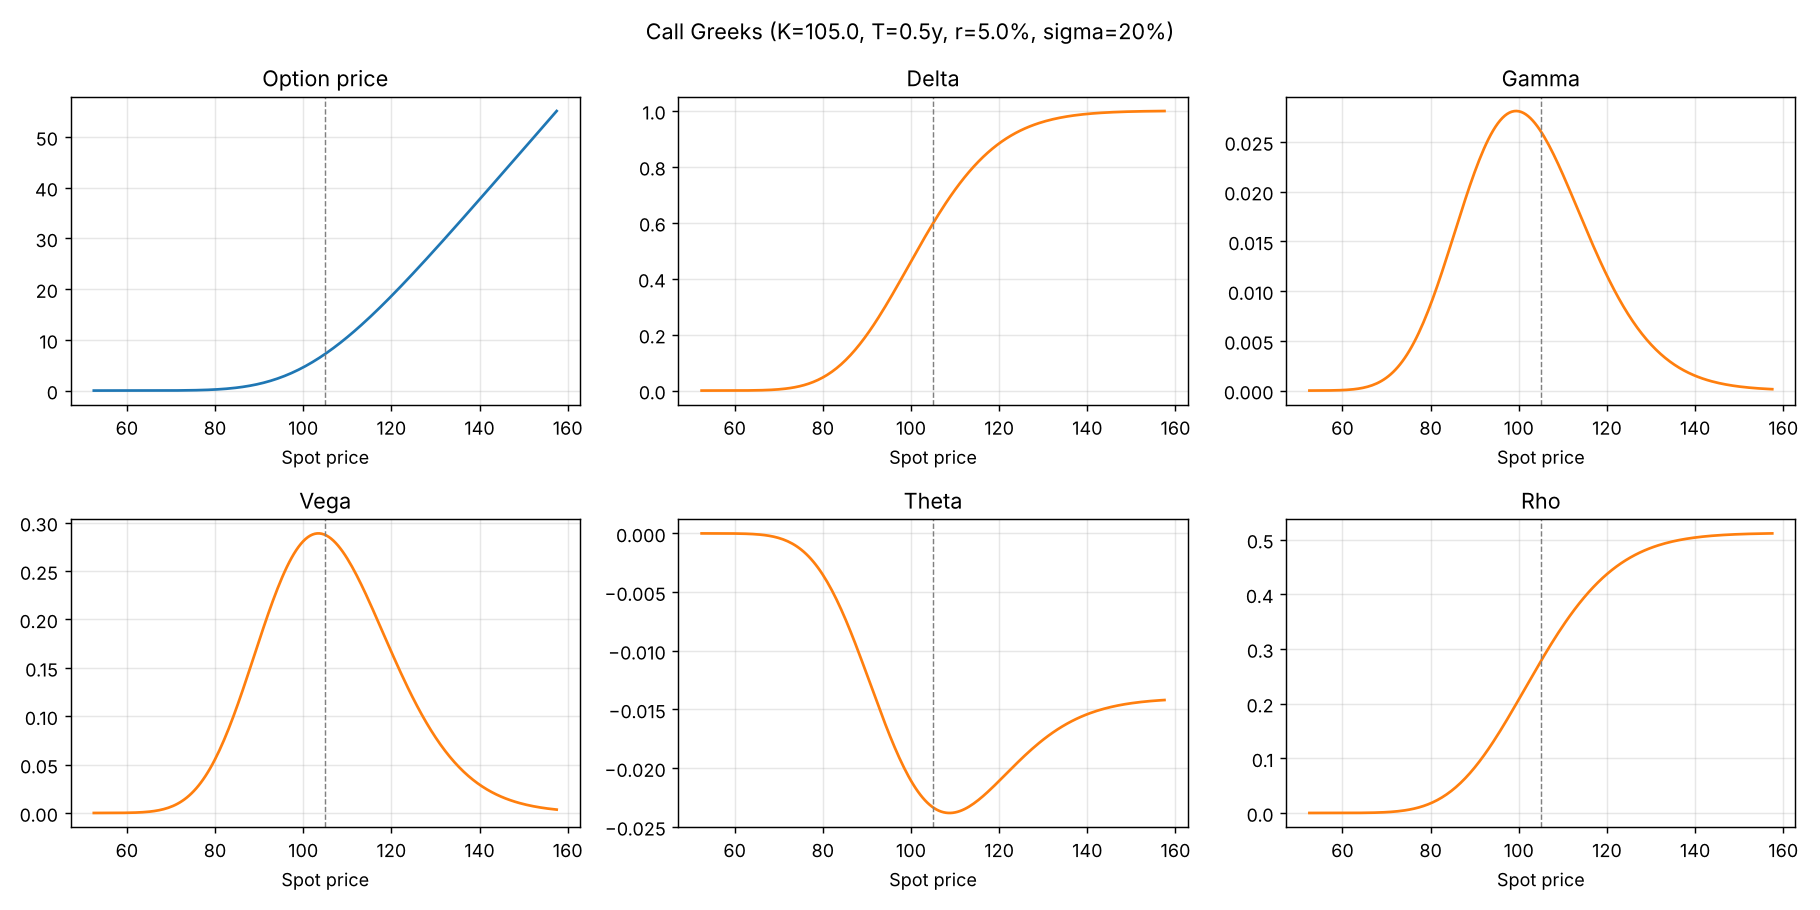 Call Greeks (K=105.0, T=0.5y, r=5.0%, sigma=20%)
Option price
50
40
30
20
10
0
60 80 100 120 140 160
Spot price
Delta
1.0
0.8
0.6
0.4
0.2
0.0
60 80 100 120 140 160
Spot price
Gamma
0.025
0.020
0.015
0.010
0.005
0.000
60 80 100 120 140 160
Spot price
Vega
0.30
0.25
0.20
0.15
0.10
0.05
0.00
60 80 100 120 140 160
Spot price
Theta
0.000
−0.005
−0.010
−0.015
−0.020
−0.025
60 80 100 120 140 160
Spot price
Rho
0.5
0.4
0.3
0.2
0.1
0.0
60 80 100 120 140 160
Spot price